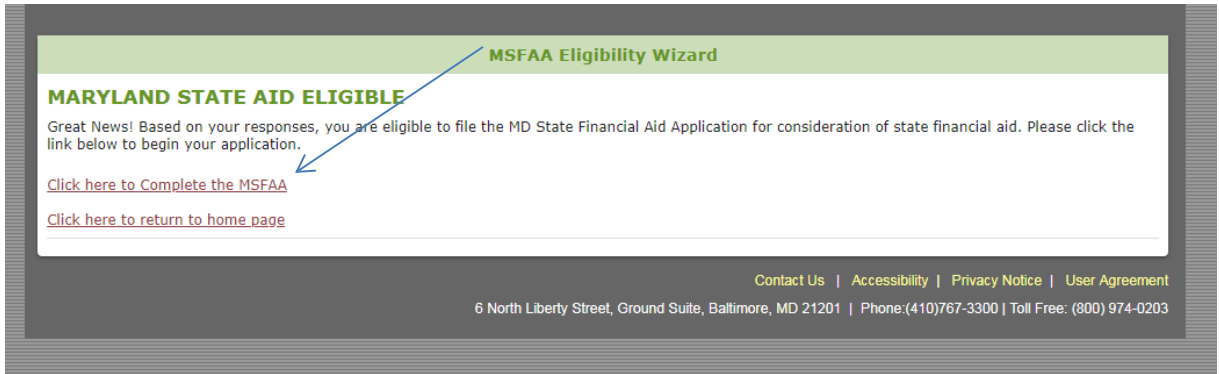 MSFAA Eligibility Wizard
MARYLAND STATE AID ELIGIBLE
Great News! Based on your responses, you are eligible to file the MD State Financial Aid Application for consideration of state financial aid. Please click the
link below to begin your application.
Click here to Complete the MSFAA
Click here to return to home page
Contact Us | Accessibility | Privacy Notice | User Agreement
6 North Liberty Street, Ground Suite, Baltimore, MD 21201 | Phone:(410)767-3300 | Toll Free: (800) 974-0203